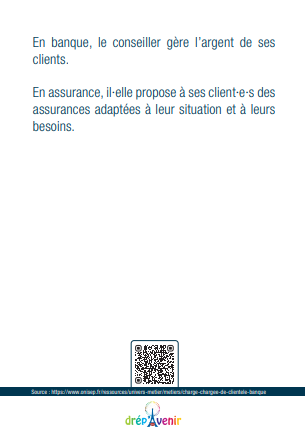 En banque, le conseiller gère l'argent de ses
clients.
En assurance, il·elle propose à ses client·e·s des
assurances adaptées à leur situation et à leurs
besoins.
Source : https://www.onisep.fr/ressources/univers-metier/metiers/charge-chargee-de-clientele-banque
drépAvenir